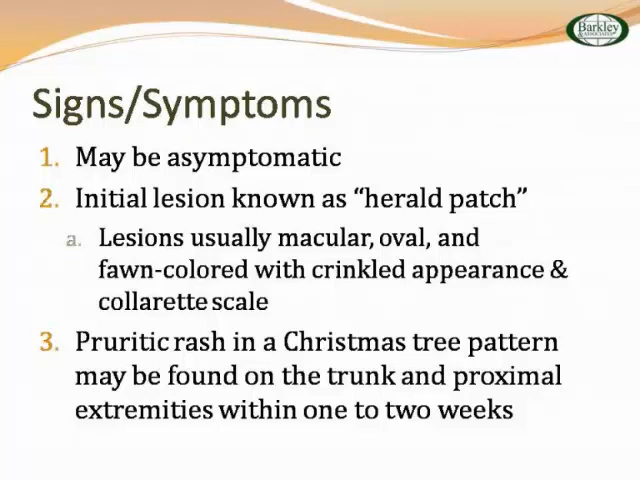 Barkley
& ASSOCIATES
Signs/Symptoms
1. May be asymptomatic
2. Initial lesion known as “herald patch”
a. Lesions usually macular, oval, and
fawn-colored with crinkled appearance &
collarette scale
3. Pruritic rash in a Christmas tree pattern
may be found on the trunk and proximal
extremities within one to two weeks